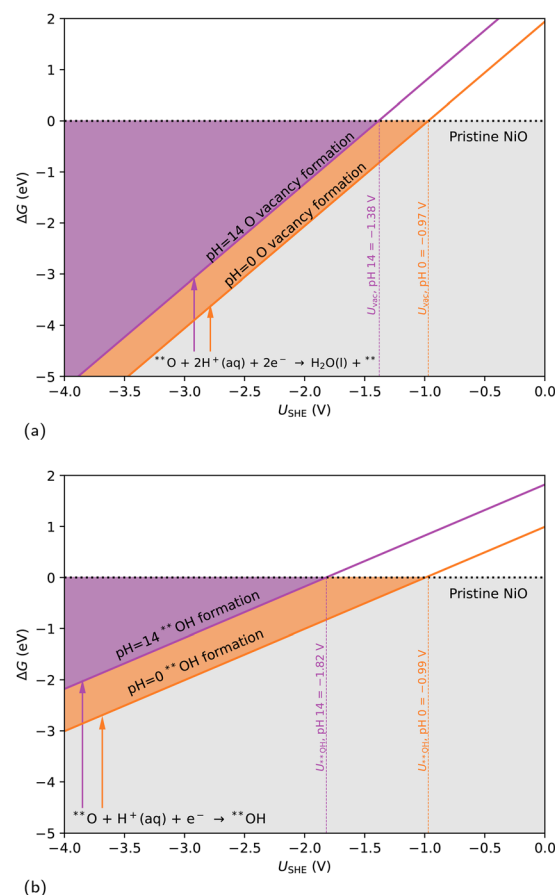 2
1
0
−1
−2
−3
−4
−5
ΔG (eV)
Pristine NiO
pH=14 O vacancy formation
pH=0 O vacancy formation
U_vac, pH 14 = −1.38 V
U_vac, pH 0 = −0.97 V
**O + 2H⁺(aq) + 2e⁻ → H₂O(l) + **
−4.0 −3.5 −3.0 −2.5 −2.0 −1.5 −1.0 −0.5 0.0
U_SHE (V)
(a)
2
1
0
−1
−2
−3
−4
−5
ΔG (eV)
Pristine NiO
pH=14 **OH formation
pH=0 **OH formation
U_**OH, pH 14 = −1.82 V
U_**OH, pH 0 = −0.99 V
**O + H⁺(aq) + e⁻ → **OH
−4.0 −3.5 −3.0 −2.5 −2.0 −1.5 −1.0 −0.5 0.0
U_SHE (V)
(b)